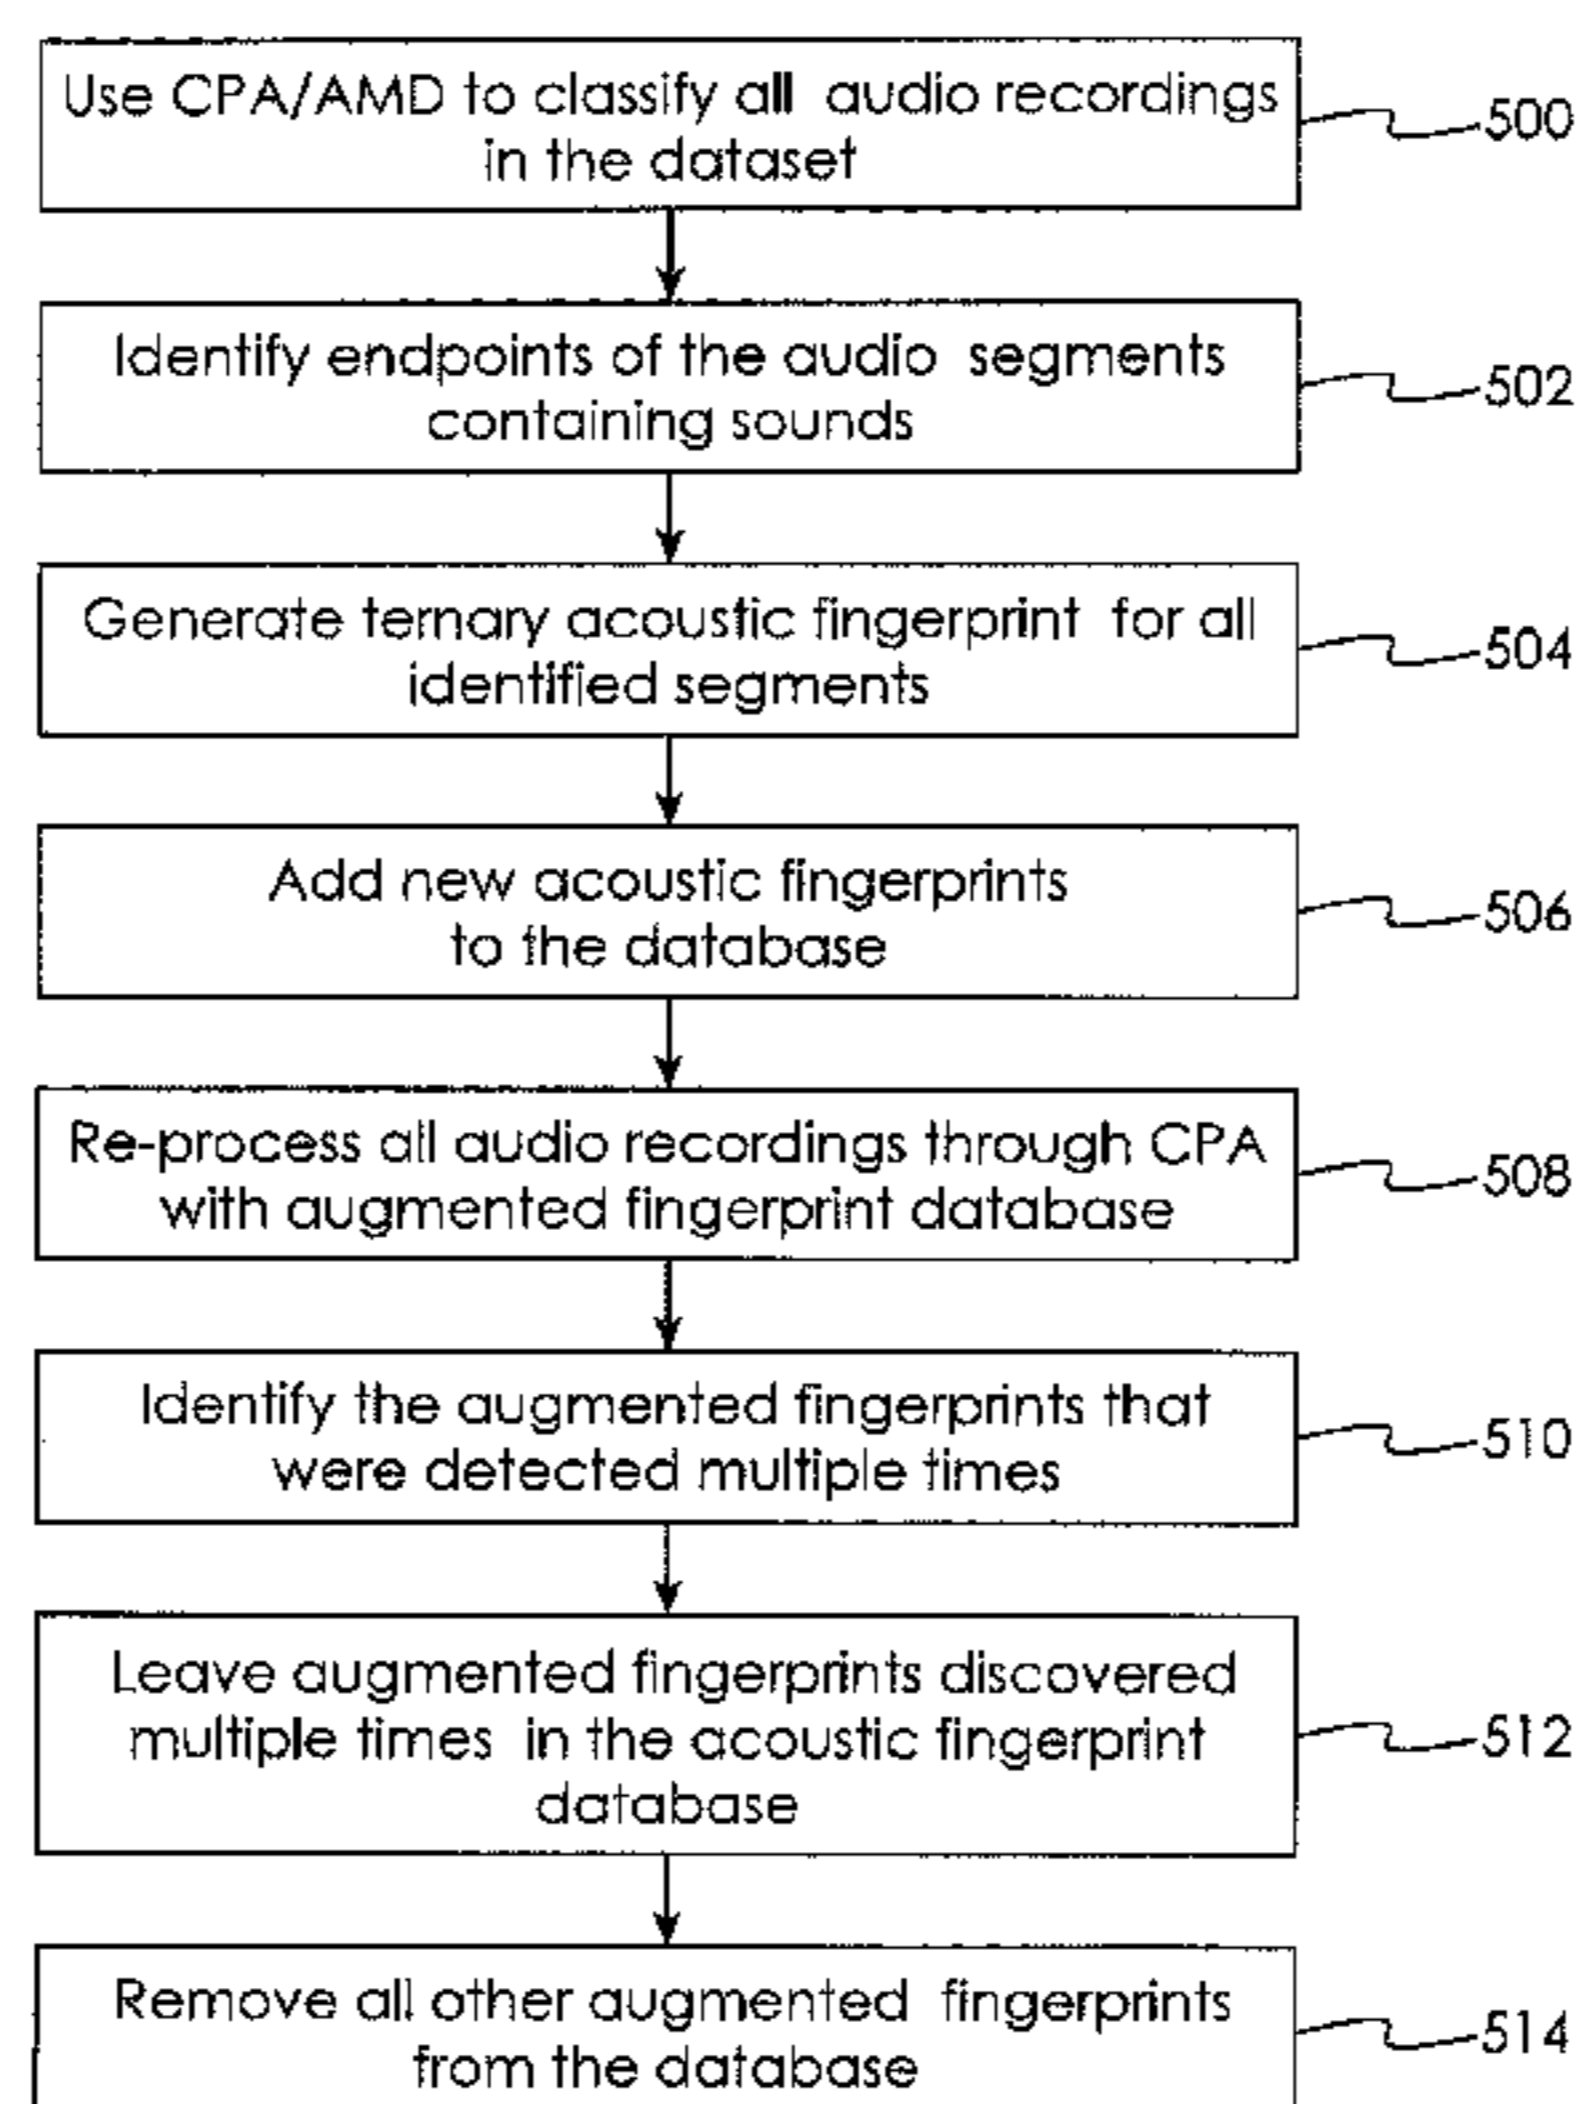 Use CPA/AMD to classify all audio recordings
in the dataset
500
Identify endpoints of the audio segments
containing sounds
502
Generate ternary acoustic fingerprint for all
identified segments
504
Add new acoustic fingerprints
to the database
506
Re-process all audio recordings through CPA
with augmented fingerprint database
508
Identify the augmented fingerprints that
were detected multiple times
510
Leave augmented fingerprints discovered
multiple times in the acoustic fingerprint
database
512
Remove all other augmented fingerprints
from the database
514